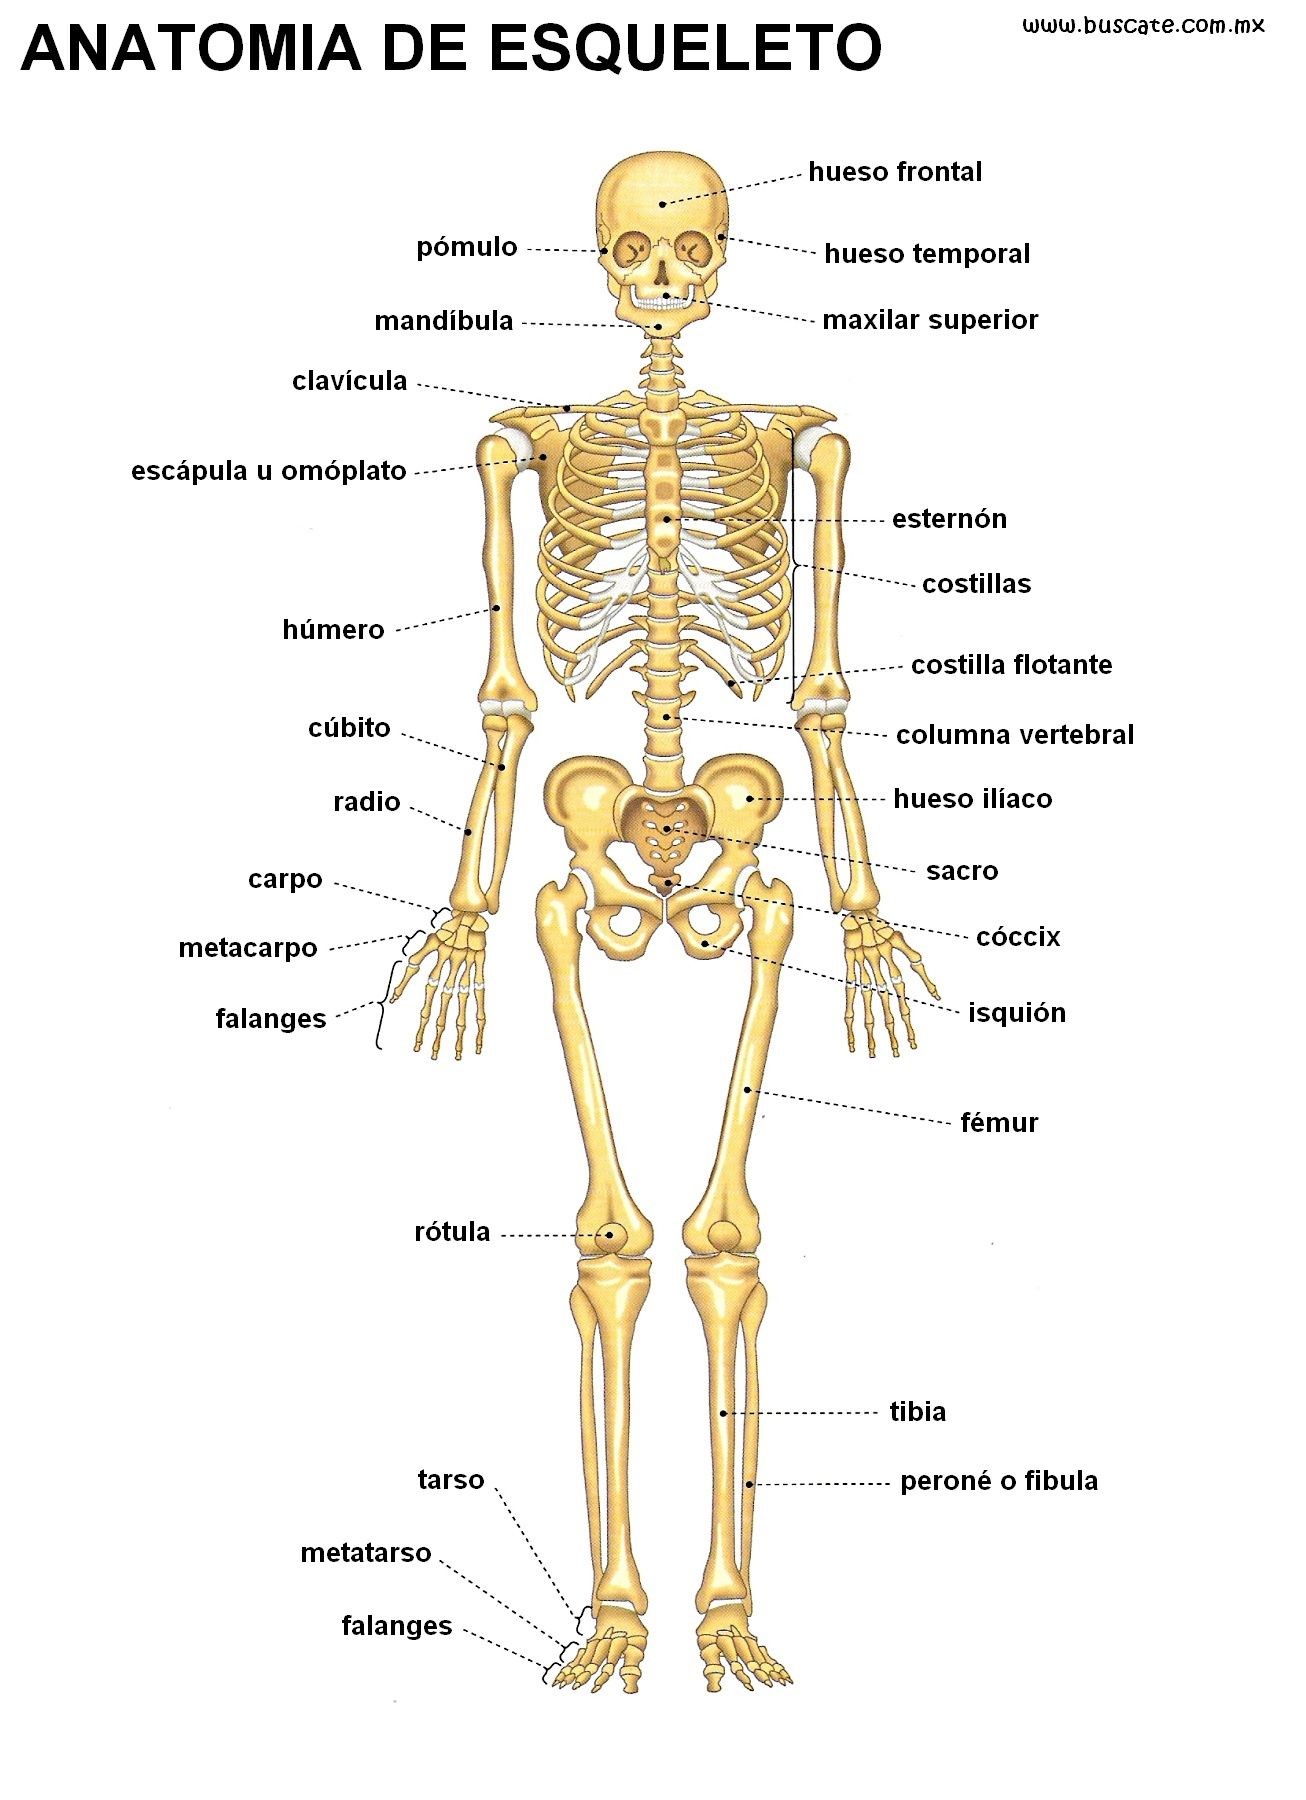 ANATOMIA DE ESQUELETO
www.buscate.com.mx
hueso frontal
pómulo
hueso temporal
mandíbula
maxilar superior
clavícula
escápula u omóplato
esternón
costillas
húmero
costilla flotante
cúbito
columna vertebral
radio
hueso ilíaco
carpo
sacro
metacarpo
cóccix
falanges
isquión
fémur
rótula
tibia
tarso
peroné o fibula
metatarso
falanges